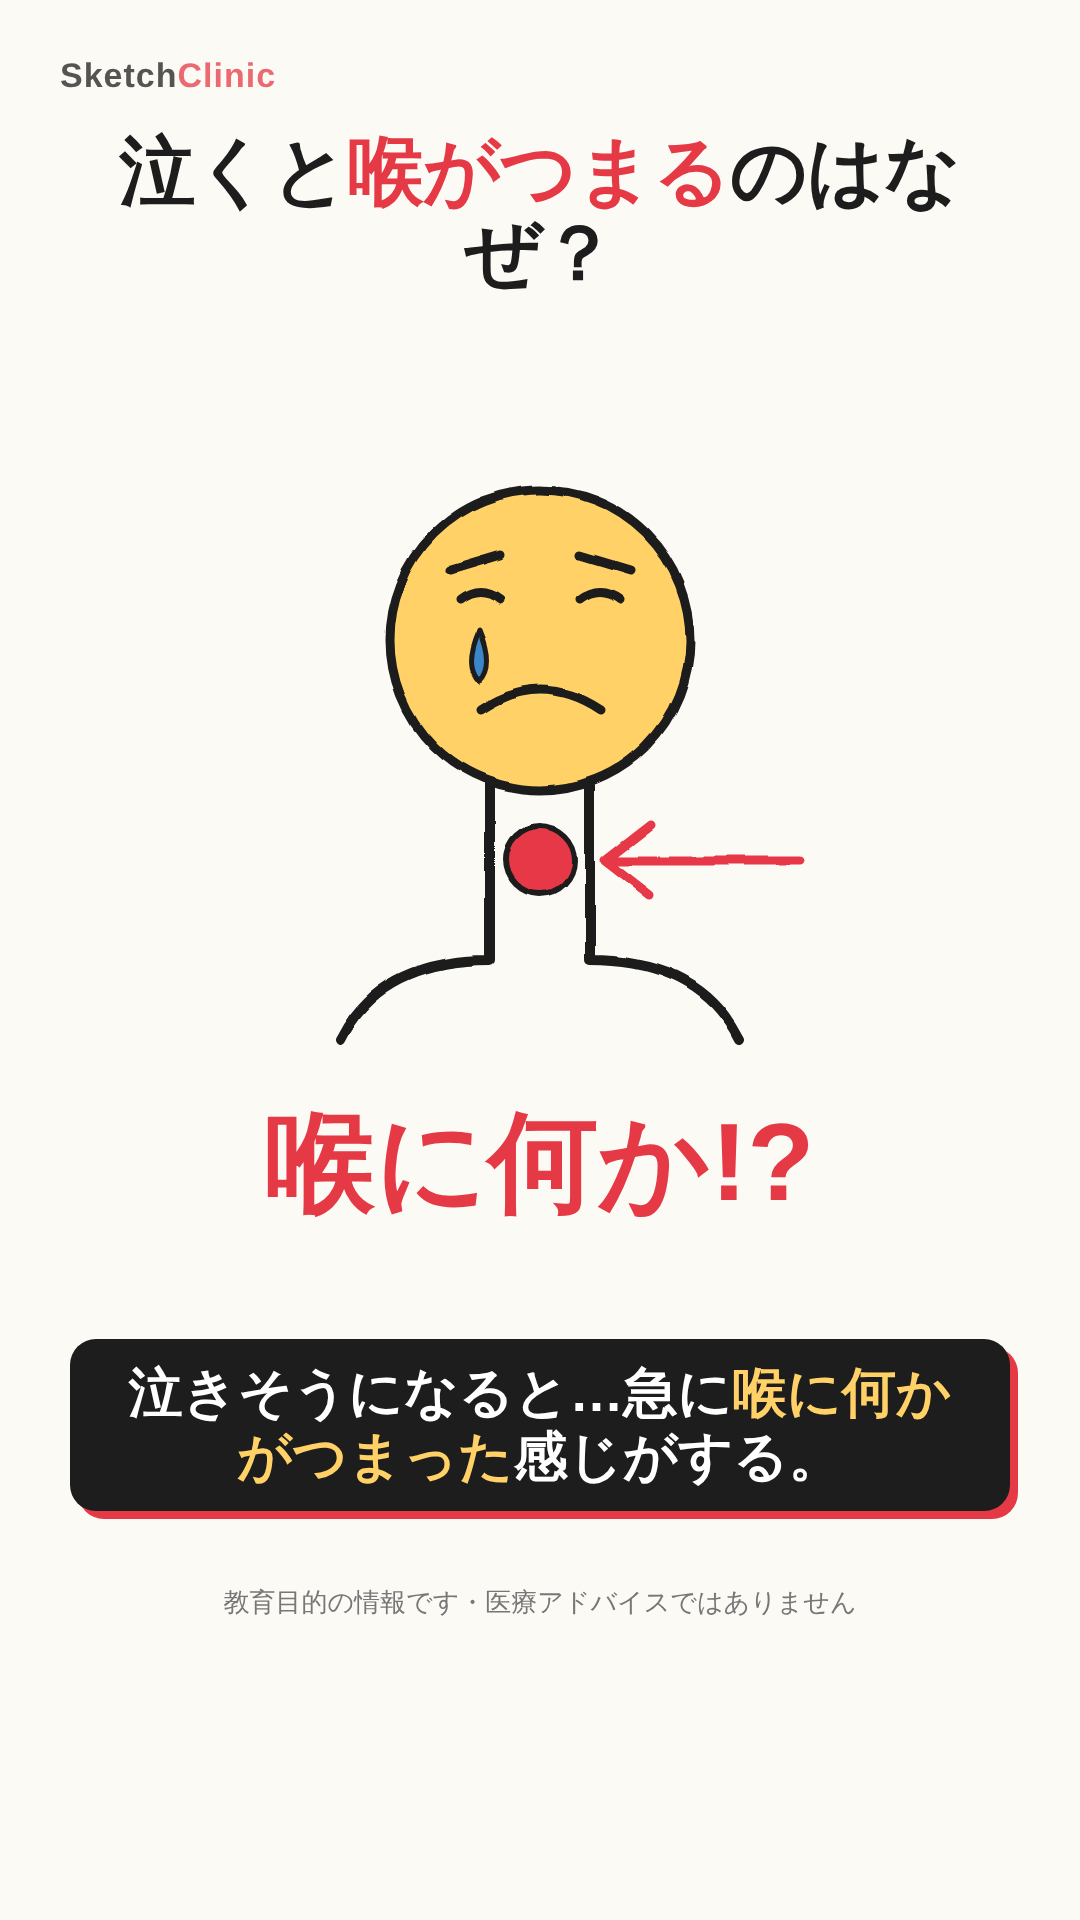 SketchClinic
泣くと喉がつまるのはな
ぜ？
喉に何か!?
泣きそうになると…急に喉に何か
がつまった感じがする。
教育目的の情報です・医療アドバイスではありません